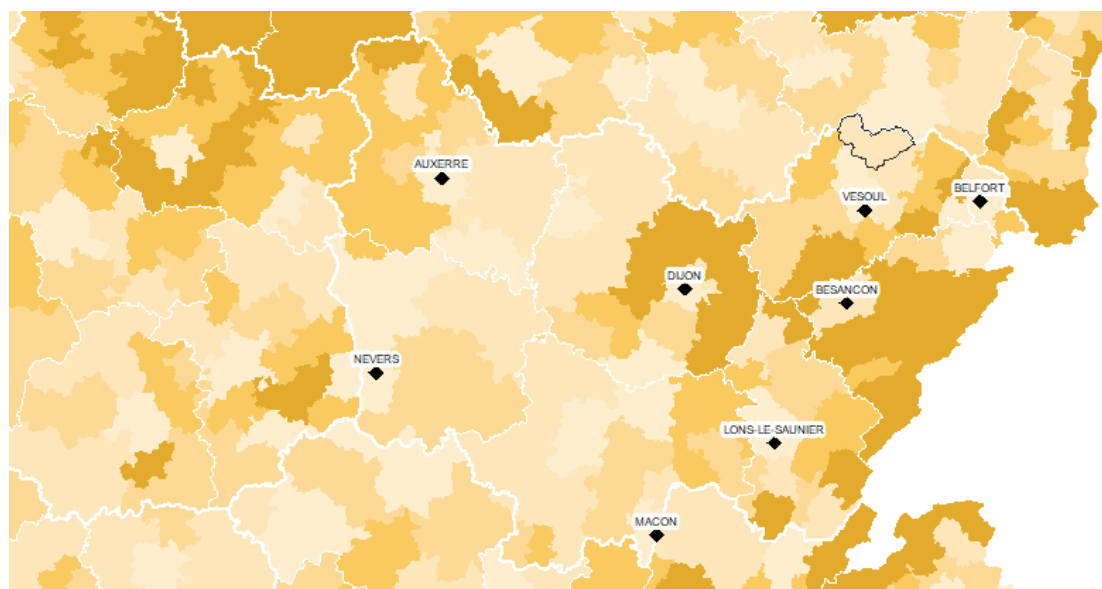 AUXERRE
VESOUL
BELFORT
DIJON
BESANCON
NEVERS
LONS-LE-SAUNIER
MACON